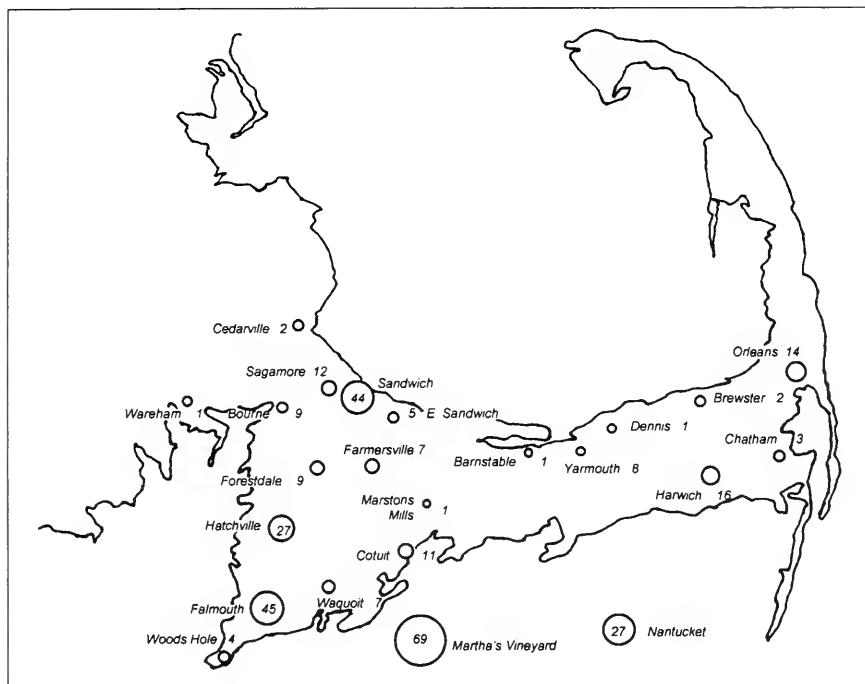 Cedarville 2
Orleans 14
Sagamore 12
Sandwich
44
Wareham 1
Bourne 9
5 E Sandwich
Brewster 2
Dennis 1
Farmersville 7
Barnstable 1
Yarmouth 8
Chatham 3
Forestdale 9
Harwich 16
Marstons
Mills 1
Hatchville 27
Cotuit 11
Waquoit 7
Falmouth 45
Woods Hole 4
69 Martha's Vineyard
27 Nantucket